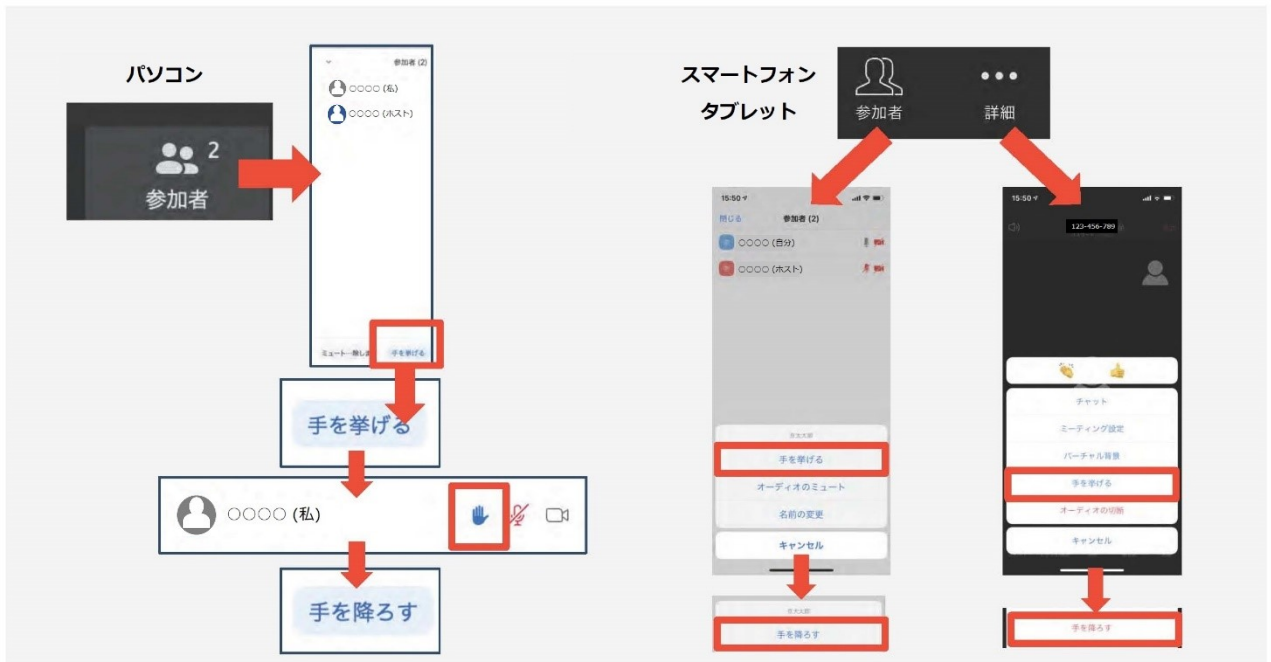 パソコン
2
参加者
参加者 (2)
○○○○ (私)
○○○○ (ホスト)
手を挙げる
手を挙げる
○○○○ (私)
手を降ろす
スマートフォン
タブレット
参加者
詳細
15:50
閉じる
参加者 (2)
○○○○ (自分)
○○○○ (ホスト)
手を挙げる
オーディオのミュート
名前の変更
キャンセル
手を降ろす
15:50
123-456-789
チャット
ミーティング設定
バーチャル背景
手を挙げる
オーディオの切断
キャンセル
手を降ろす